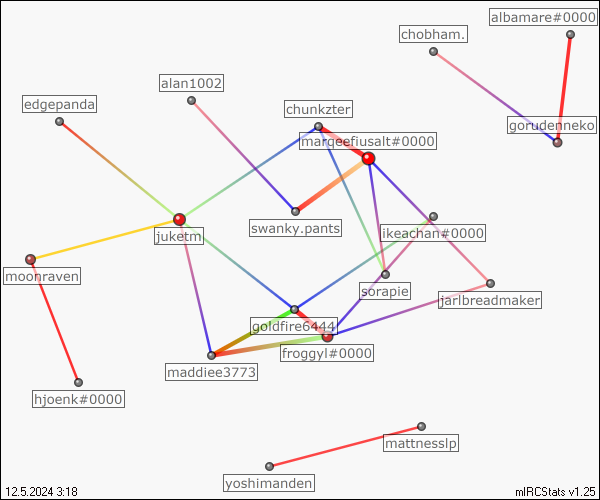 albamare#0000
chobham.
alan1002
edgepanda
chunkzter
gorudenneko
marqeefiusalt#0000
swanky.pants
juketm
ikeachan#0000
moonraven
sorapie
jarlbreadmaker
goldfire6444
froggyl#0000
maddiee3773
hjoenk#0000
mattnesslp
yoshimanden
12.5.2024 3:18
mIRCStats v1.25